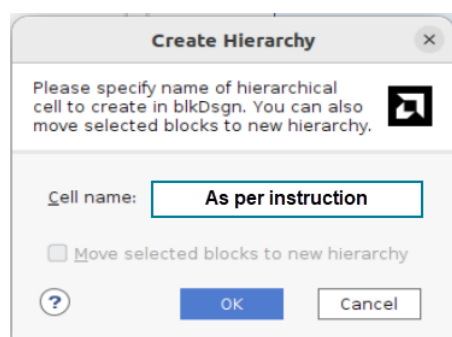 Create Hierarchy
Please specify name of hierarchical
cell to create in blkDsgn. You can also
move selected blocks to new hierarchy.
Cell name: As per instruction
Move selected blocks to new hierarchy
? OK Cancel